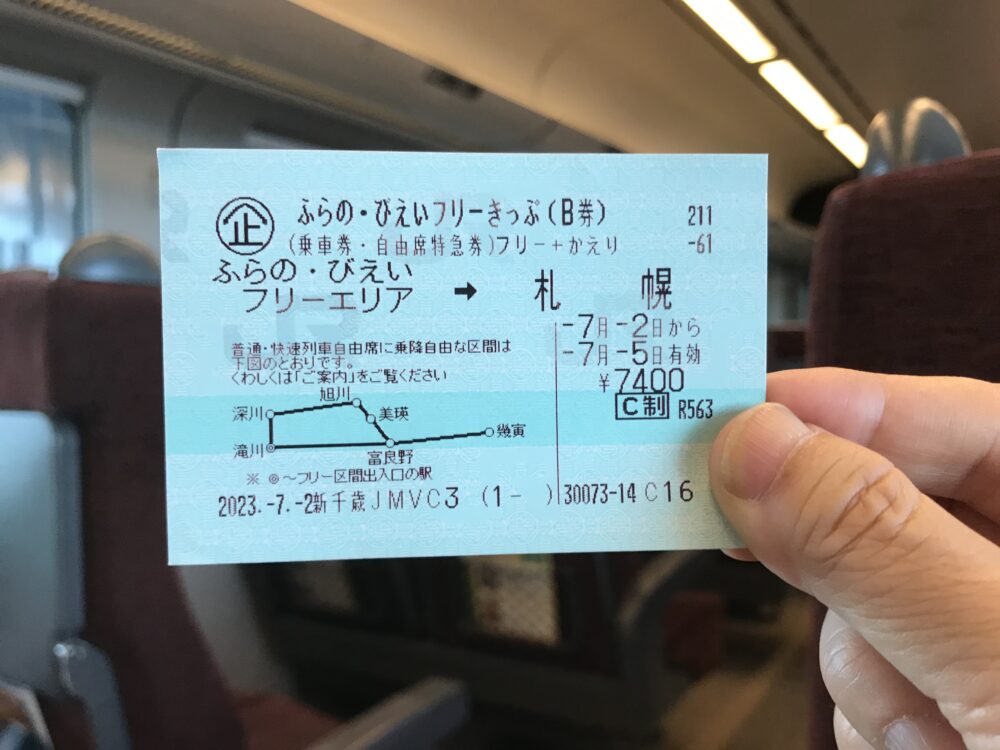 企 ふらの・びえいフリーきっぷ(B券) 211
(乗車券・自由席特急券)フリー+かえり -61
ふらの・びえい
フリーエリア ➡ 札幌
-7月-2日から
-7月-5日有効
¥7400
C制 R563
普通・快速列車自由席に乗降自由な区間は
下図のとおりです。
くわしくは「ご案内」をご覧ください
旭川
深川 美瑛
幾寅
滝川 富良野
※ ◎~フリー区間出入口の駅
2023.-7.-2新千歳JMVC3 (1- )30073-14 C16